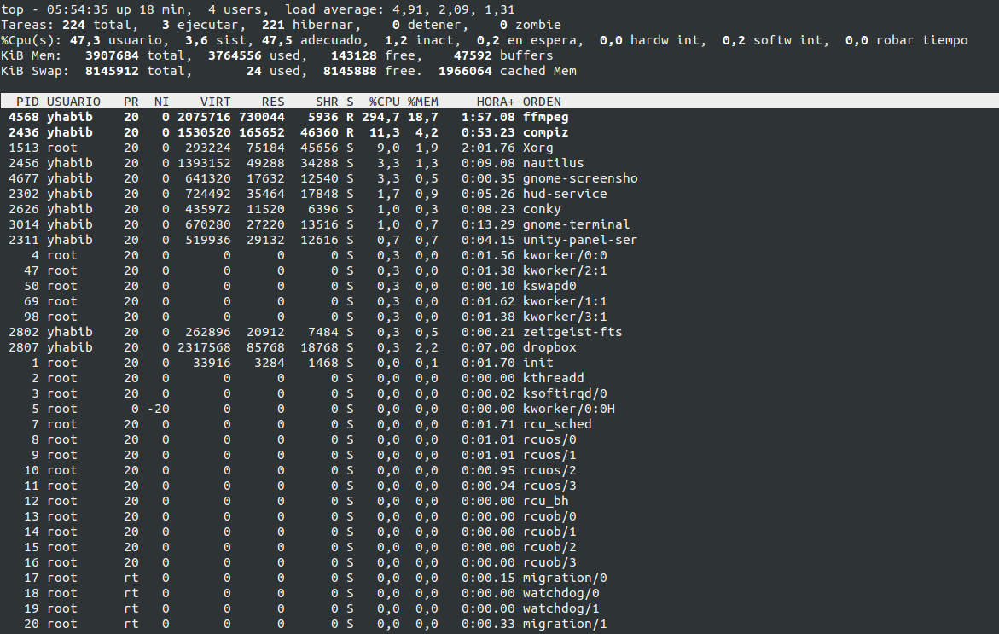 top - 05:54:35 up 18 min,  4 users,  load average: 4,91, 2,09, 1,31
Tareas: 224 total,   3 ejecutar, 221 hibernar,    0 detener,    0 zombie
%Cpu(s): 47,3 usuario,  3,6 sist, 47,5 adecuado,  1,2 inact,  0,2 en espera,  0,0 hardw int,  0,2 softw int,  0,0 robar tiempo
KiB Mem:   3907684 total,  3764556 used,   143128 free,    47592 buffers
KiB Swap:  8145912 total,       24 used,  8145888 free.  1966064 cached Mem
PID USUARIO   PR  NI    VIRT    RES    SHR S  %CPU %MEM     HORA+ ORDEN
4568 yhabib    20   0 2075716 730044   5936 R 294,7 18,7   1:57.08 ffmpeg
2436 yhabib    20   0 1530520 165652  46360 R  11,3  4,2   0:53.23 compiz
1513 root      20   0  293224  75184  45656 S   9,0  1,9   2:01.76 Xorg
2456 yhabib    20   0 1393152  49288  34288 S   3,3  1,3   0:09.08 nautilus
4677 yhabib    20   0  641320  17632  12540 S   3,3  0,5   0:00.35 gnome-screensho
2302 yhabib    20   0  724492  35464  17848 S   1,7  0,9   0:05.26 hud-service
2626 yhabib    20   0  435972  11520   6396 S   1,0  0,3   0:08.23 conky
3014 yhabib    20   0  670280  27220  13516 S   1,0  0,7   0:13.29 gnome-terminal
2311 yhabib    20   0  519936  29132  12616 S   0,7  0,7   0:04.15 unity-panel-ser
4 root      20   0       0      0      0 S   0,3  0,0   0:01.56 kworker/0:0
47 root      20   0       0      0      0 S   0,3  0,0   0:01.38 kworker/2:1
50 root      20   0       0      0      0 S   0,3  0,0   0:00.10 kswapd0
69 root      20   0       0      0      0 S   0,3  0,0   0:01.62 kworker/1:1
98 root      20   0       0      0      0 S   0,3  0,0   0:01.38 kworker/3:1
2802 yhabib    20   0  262896  20912   7484 S   0,3  0,5   0:00.21 zeitgeist-fts
2807 yhabib    20   0 2317568  85768  18768 S   0,3  2,2   0:07.00 dropbox
1 root      20   0   33916   3284   1468 S   0,0  0,1   0:01.70 init
2 root      20   0       0      0      0 S   0,0  0,0   0:00.00 kthreadd
3 root      20   0       0      0      0 S   0,0  0,0   0:00.02 ksoftirqd/0
5 root       0 -20       0      0      0 S   0,0  0,0   0:00.00 kworker/0:0H
7 root      20   0       0      0      0 S   0,0  0,0   0:01.71 rcu_sched
8 root      20   0       0      0      0 S   0,0  0,0   0:01.01 rcuos/0
9 root      20   0       0      0      0 S   0,0  0,0   0:01.01 rcuos/1
10 root      20   0       0      0      0 S   0,0  0,0   0:00.95 rcuos/2
11 root      20   0       0      0      0 S   0,0  0,0   0:00.94 rcuos/3
12 root      20   0       0      0      0 S   0,0  0,0   0:00.00 rcu_bh
13 root      20   0       0      0      0 S   0,0  0,0   0:00.00 rcuob/0
14 root      20   0       0      0      0 S   0,0  0,0   0:00.00 rcuob/1
15 root      20   0       0      0      0 S   0,0  0,0   0:00.00 rcuob/2
16 root      20   0       0      0      0 S   0,0  0,0   0:00.00 rcuob/3
17 root      rt   0       0      0      0 S   0,0  0,0   0:00.15 migration/0
18 root      rt   0       0      0      0 S   0,0  0,0   0:00.00 watchdog/0
19 root      rt   0       0      0      0 S   0,0  0,0   0:00.00 watchdog/1
20 root      rt   0       0      0      0 S   0,0  0,0   0:00.33 migration/1